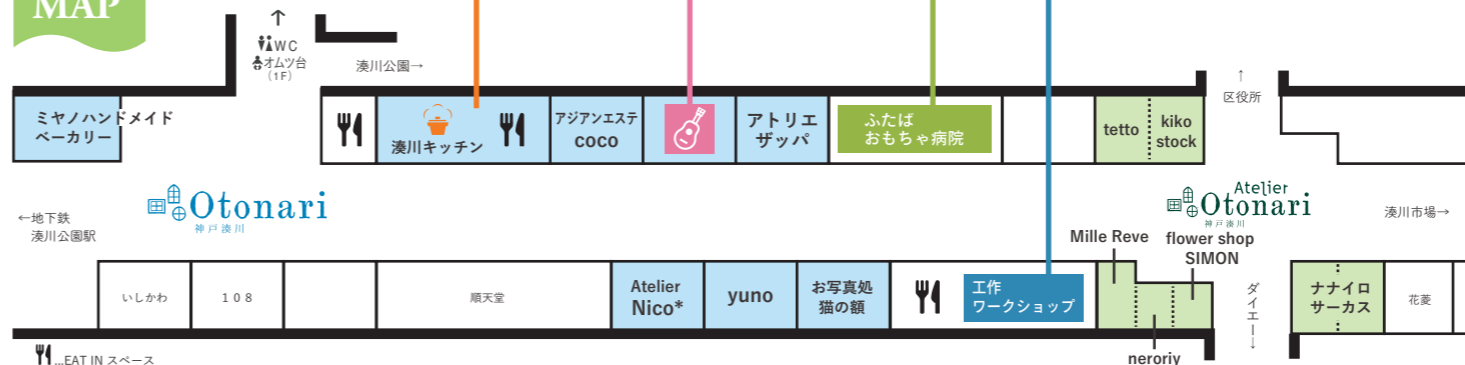 MAP
↑
WC
オムツ台
(1F)
湊川公園→
↑
区役所
ミヤノハンドメイド
ベーカリー
湊川キッチン
アジアンエステ
coco
アトリエ
ザッパ
ふたば
おもちゃ病院
tetto
kiko
stock
←地下鉄
湊川公園駅
Otonari
神戸湊川
Atelier
Otonari
神戸湊川
湊川市場→
Mille Reve
flower shop
SIMON
いしかわ
108
順天堂
Atelier
Nico*
yuno
お写真処
猫の額
工作
ワークショップ
ダイエー→
ナナイロ
サーカス
花菱
neroriy
...EAT IN スペース